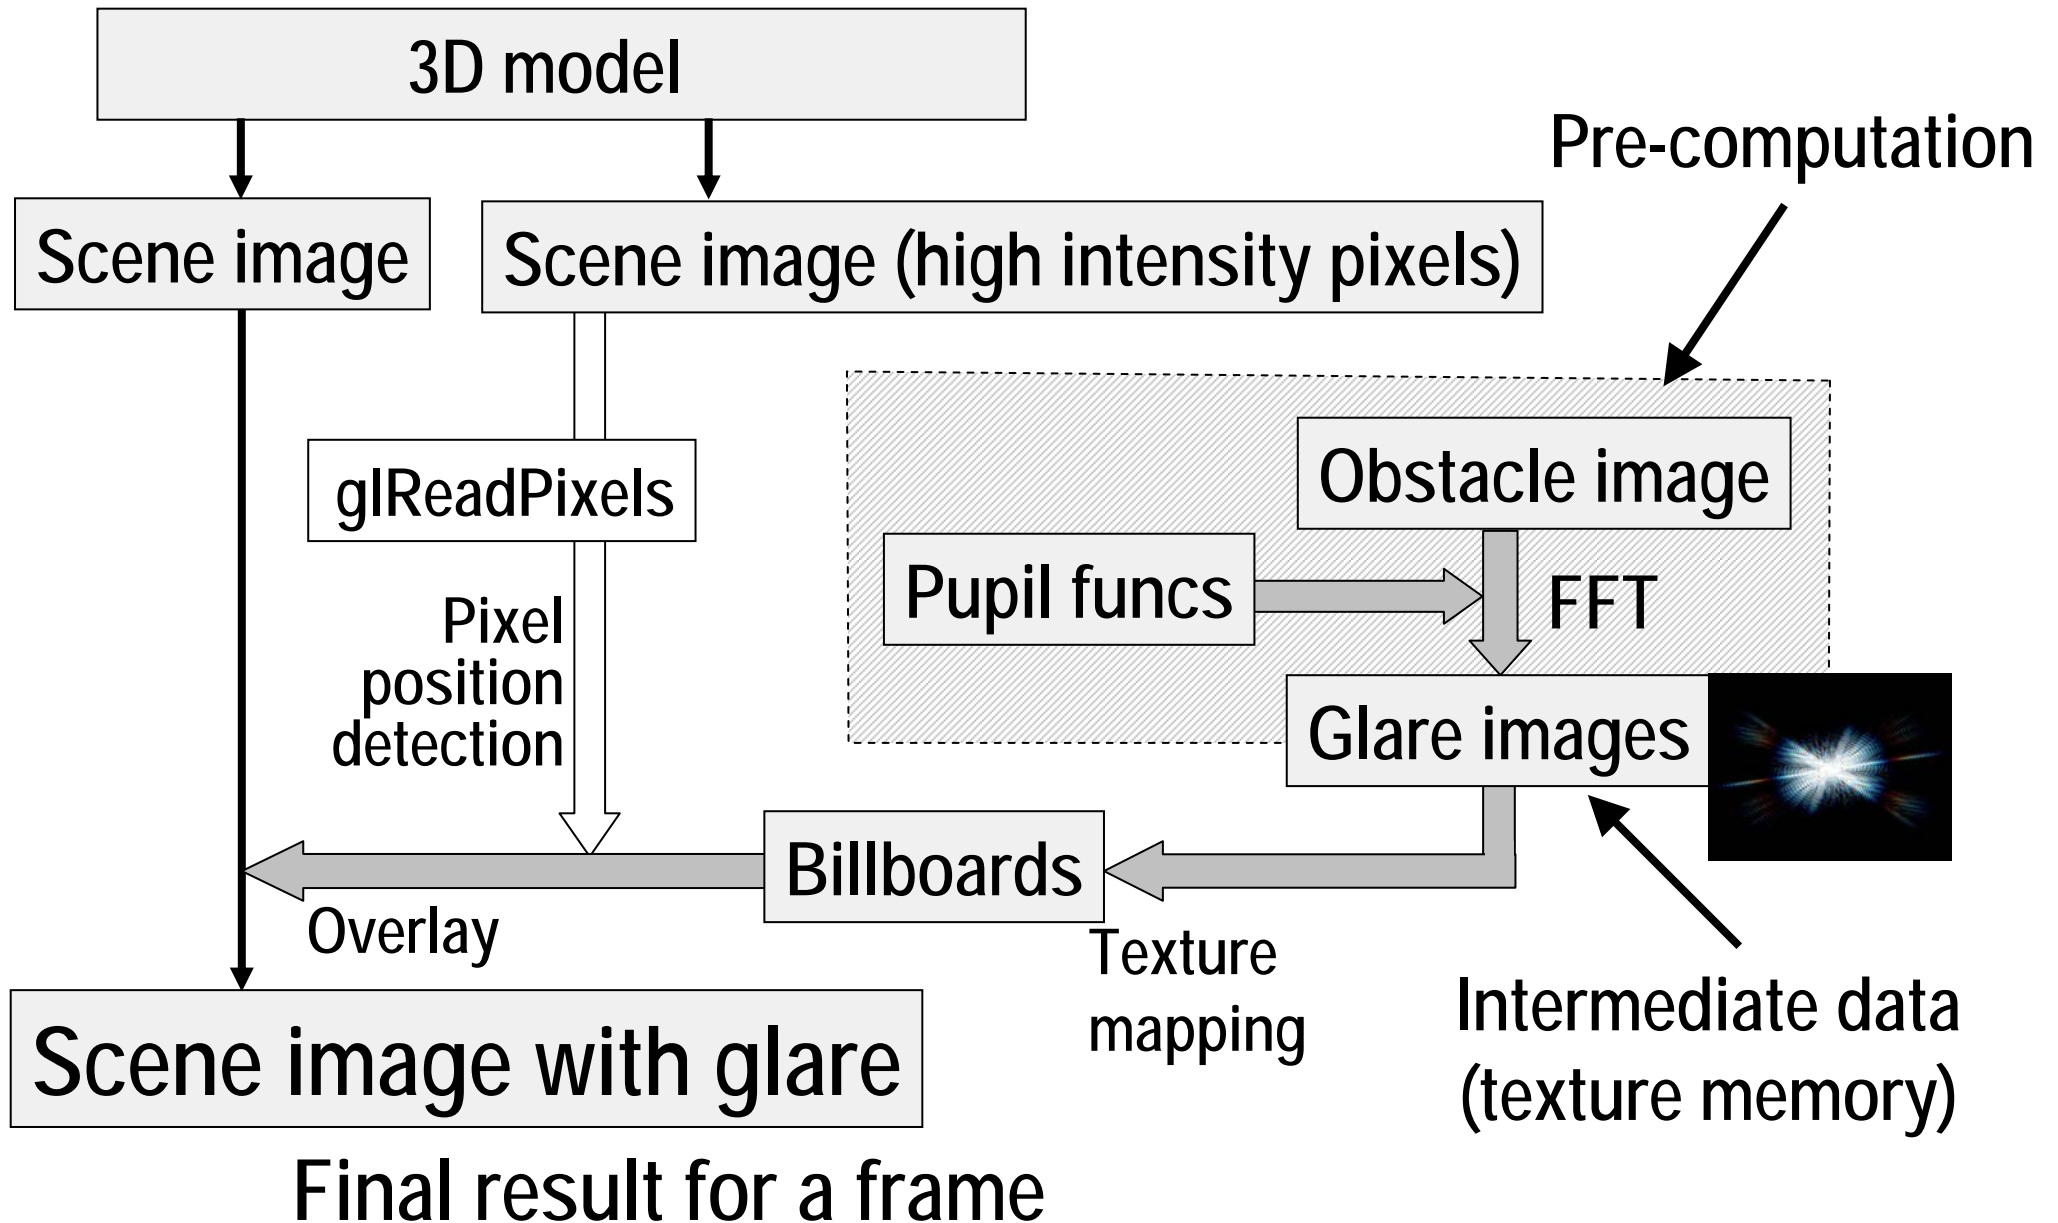 3D model
Pre-computation
Scene image
Scene image (high intensity pixels)
Obstacle image
glReadPixels
Pupil funcs
FFT
Pixel
position
detection
Glare images
Billboards
Overlay
Texture
mapping
Intermediate data
(texture memory)
Scene image with glare
Final result for a frame